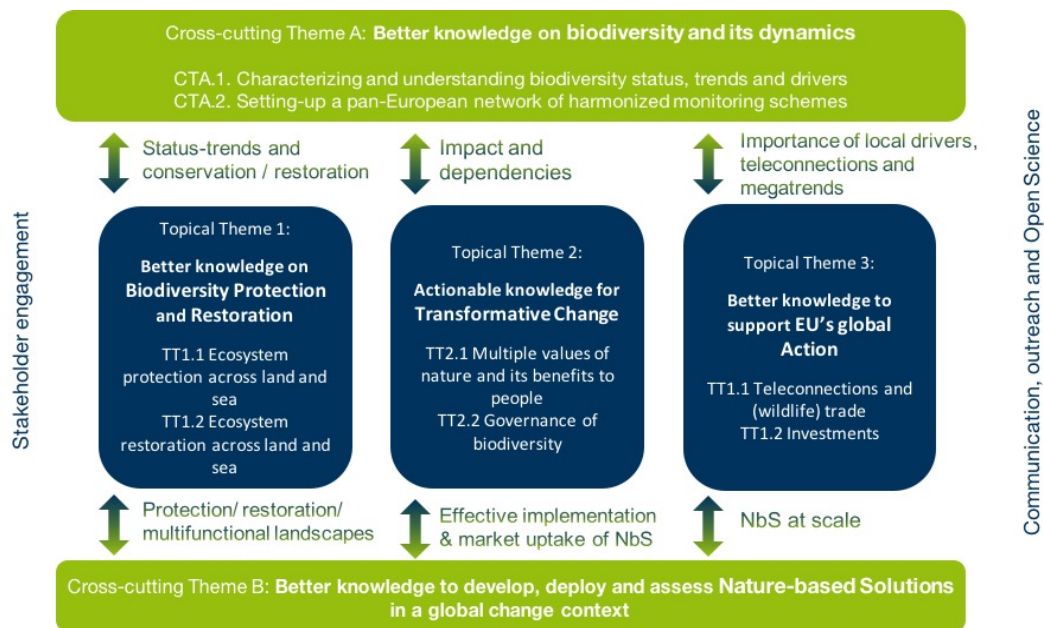 Cross-cutting Theme A: Better knowledge on biodiversity and its dynamics
CTA.1. Characterizing and understanding biodiversity status, trends and drivers
CTA.2. Setting-up a pan-European network of harmonized monitoring schemes
Status-trends and
conservation / restoration
Impact and
dependencies
Importance of local drivers,
teleconnections and
megatrends
Stakeholder engagement
Topical Theme 1:
Better knowledge on
Biodiversity Protection
and Restoration
TT1.1 Ecosystem
protection across land and
sea
TT1.2 Ecosystem
restoration across land and
sea
Topical Theme 2:
Actionable knowledge for
Transformative Change
TT2.1 Multiple values of
nature and its benefits to
people
TT2.2 Governance of
biodiversity
Topical Theme 3:
Better knowledge to
support EU's global
Action
TT1.1 Teleconnections and
(wildlife) trade
TT1.2 Investments
Communication, outreach and Open Science
Protection/ restoration/
multifunctional landscapes
Effective implementation
& market uptake of NbS
NbS at scale
Cross-cutting Theme B: Better knowledge to develop, deploy and assess Nature-based Solutions
in a global change context